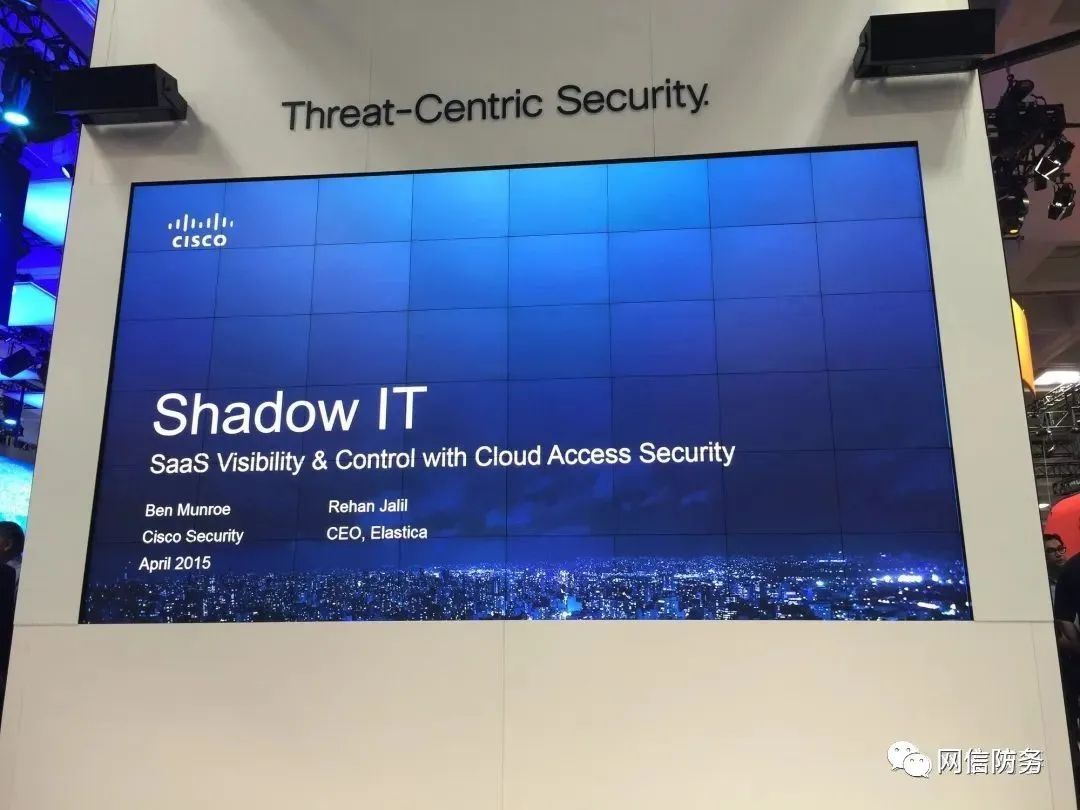 Threat-Centric Security.
CISCO
Shadow IT
SaaS Visibility & Control with Cloud Access Security
Ben Munroe
Cisco Security
April 2015
Rehan Jalil
CEO, Elastica
网信防务